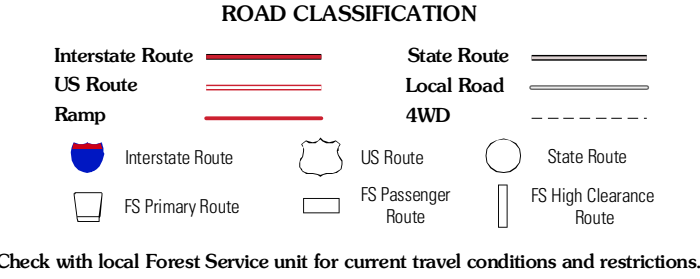 ROAD CLASSIFICATION
Interstate Route
State Route
US Route
Local Road
Ramp
4WD
Interstate Route
US Route
State Route
FS Primary Route
FS Passenger
Route
FS High Clearance
Route
Check with local Forest Service unit for current travel conditions and restrictions.